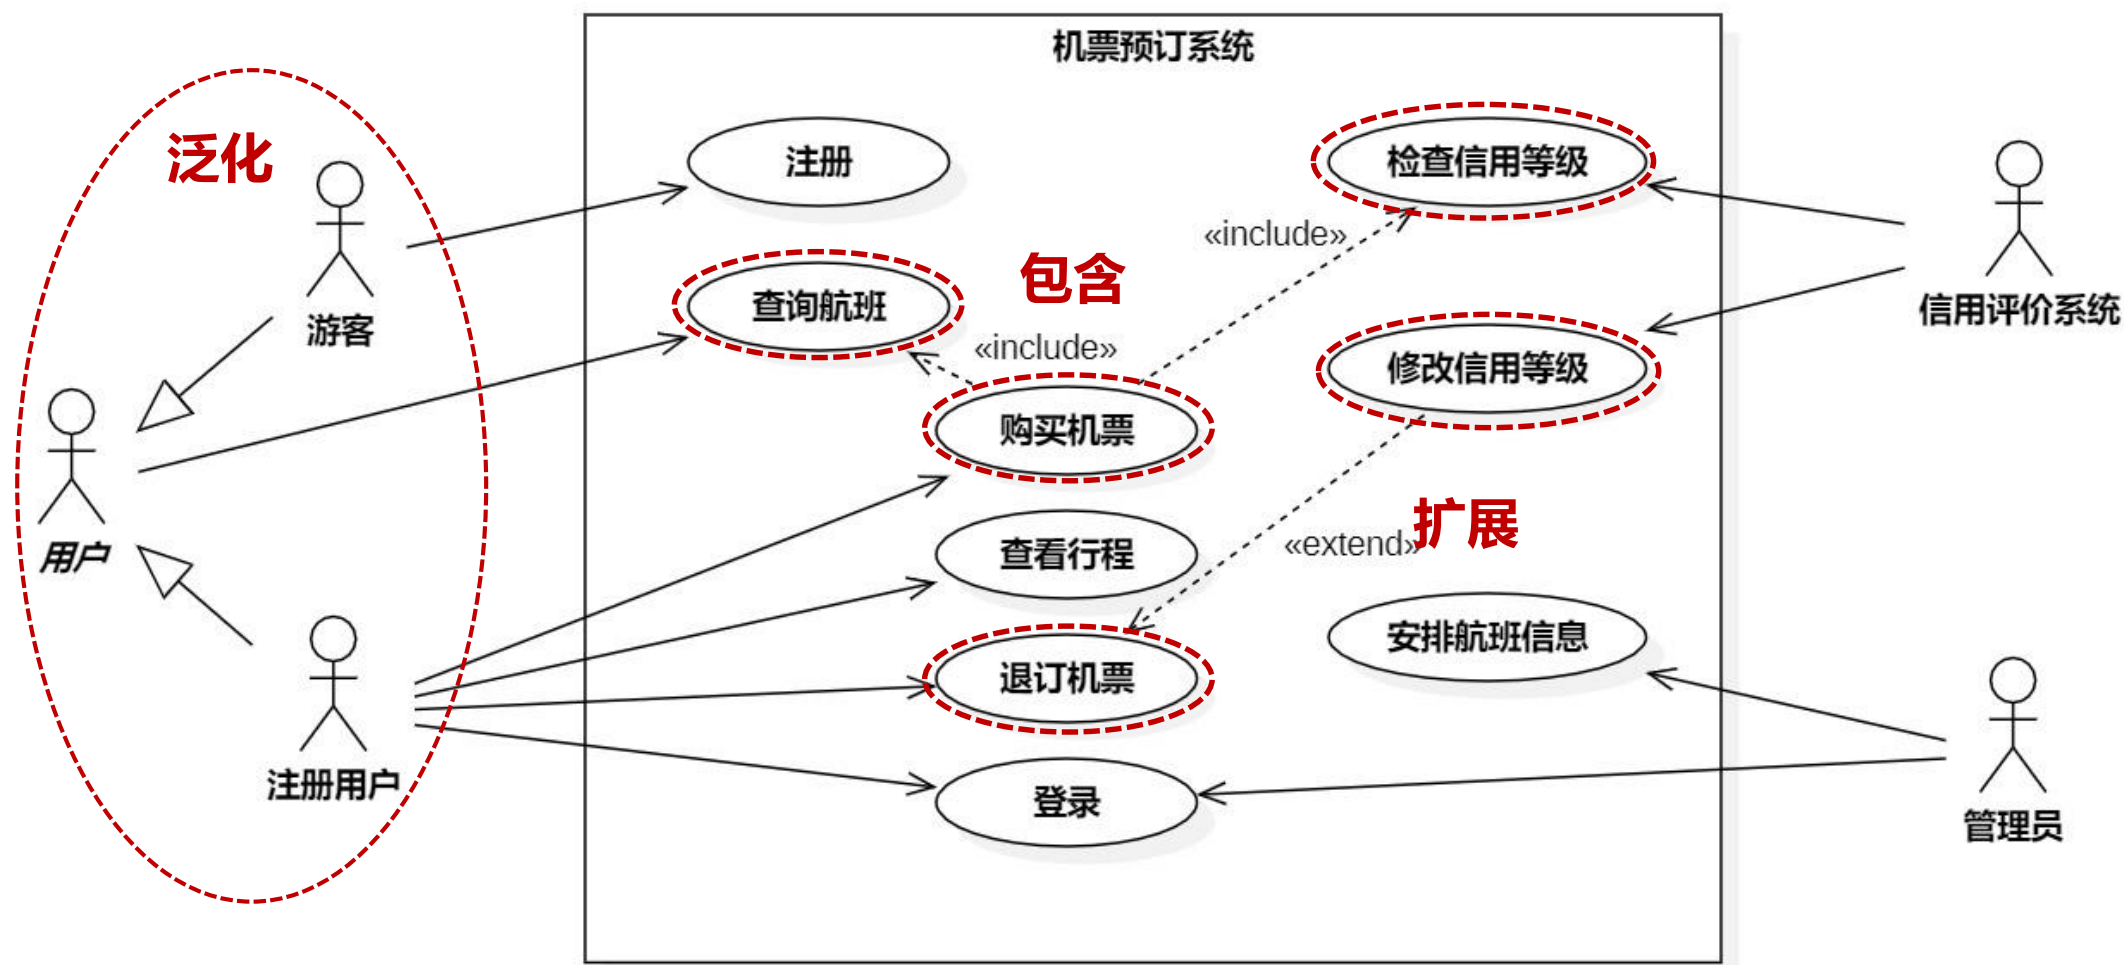 机票预订系统
泛化
注册
检查信用等级
«include»
包含
查询航班
信用评价系统
游客
«include»
修改信用等级
购买机票
扩展
«extend»
用户
查看行程
安排航班信息
退订机票
注册用户
登录
管理员